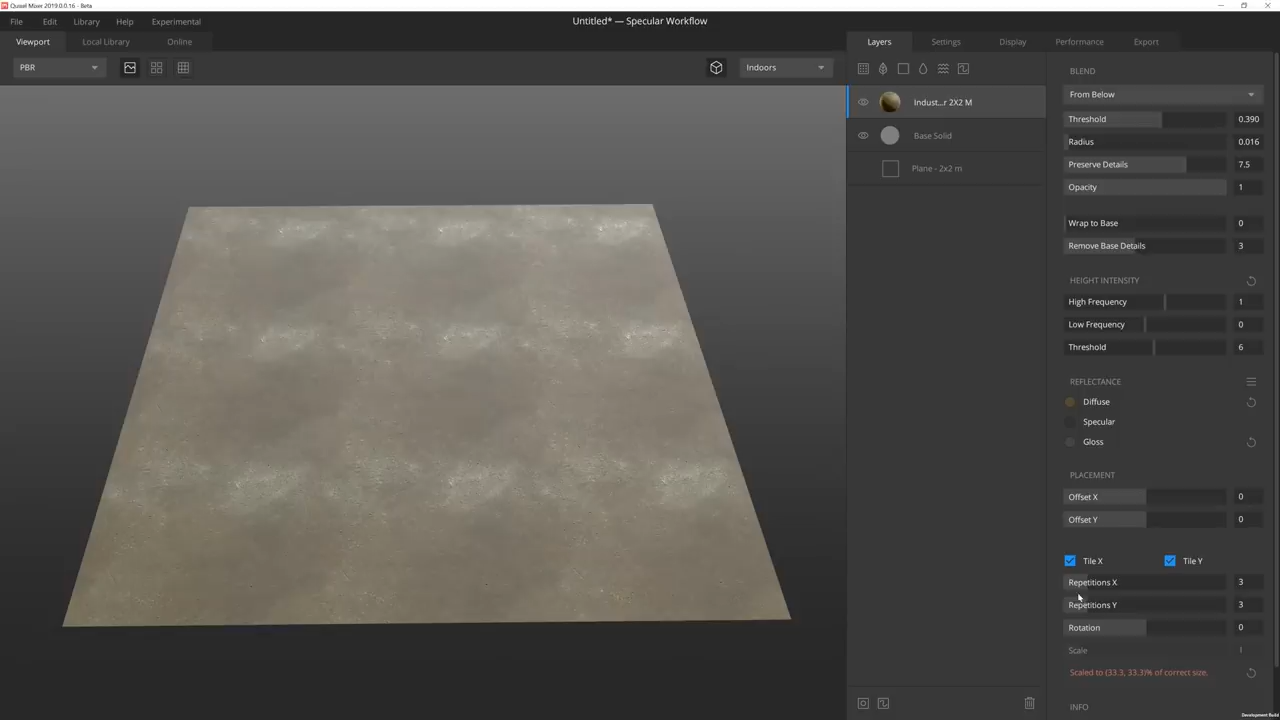 Quixel Mixer 2019.0.0.16 - Beta
File Edit Library Help Experimental
Untitled* — Specular Workflow
Viewport Local Library Online
Layers Settings Display Performance Export
PBR
Indoors
Indust...r 2X2 M
Base Solid
Plane - 2x2 m
BLEND
From Below
Threshold 0.390
Radius 0.016
Preserve Details 7.5
Opacity 1
Wrap to Base 0
Remove Base Details 3
HEIGHT INTENSITY
High Frequency 1
Low Frequency 0
Threshold 6
REFLECTANCE
Diffuse
Specular
Gloss
PLACEMENT
Offset X 0
Offset Y 0
Tile X Tile Y
Repetitions X 3
Repetitions Y 3
Rotation 0
Scale 1
Scaled to (33.3, 33.3)% of correct size.
INFO
Development Build